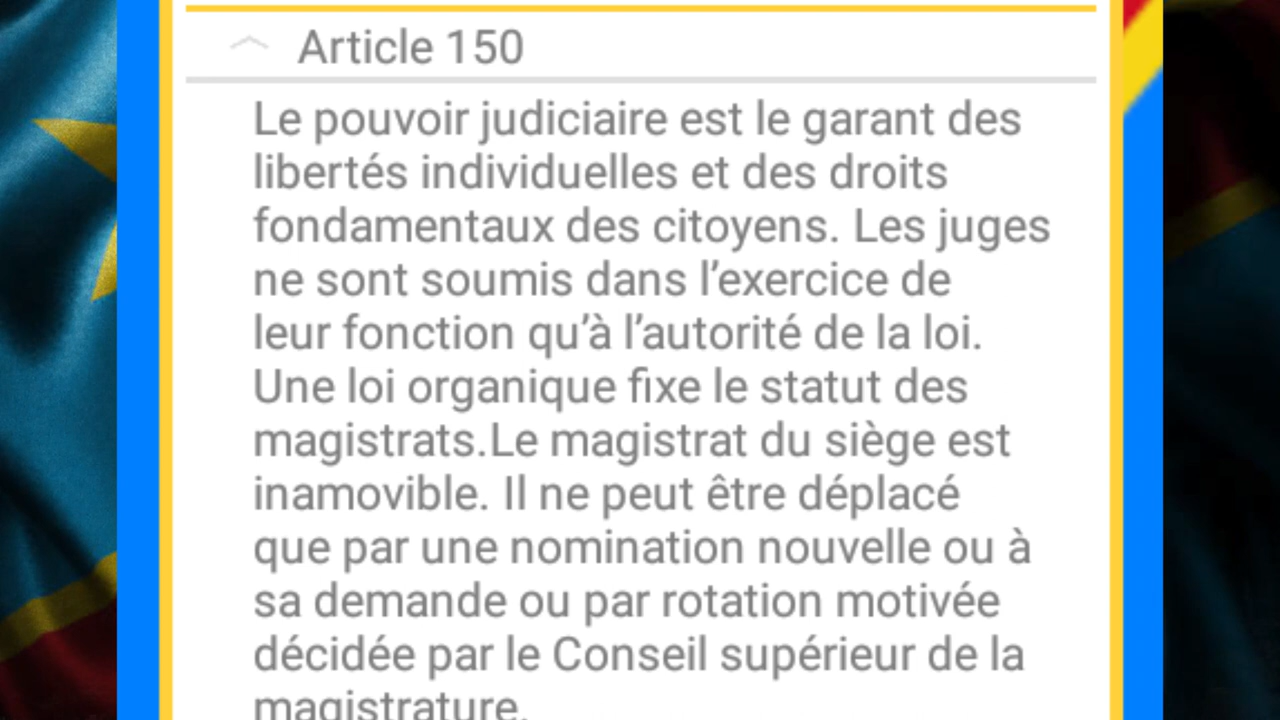 Article 150
Le pouvoir judiciaire est le garant des
libertés individuelles et des droits
fondamentaux des citoyens. Les juges
ne sont soumis dans l’exercice de
leur fonction qu’à l’autorité de la loi.
Une loi organique fixe le statut des
magistrats.Le magistrat du siège est
inamovible. Il ne peut être déplacé
que par une nomination nouvelle ou à
sa demande ou par rotation motivée
décidée par le Conseil supérieur de la
magistrature.